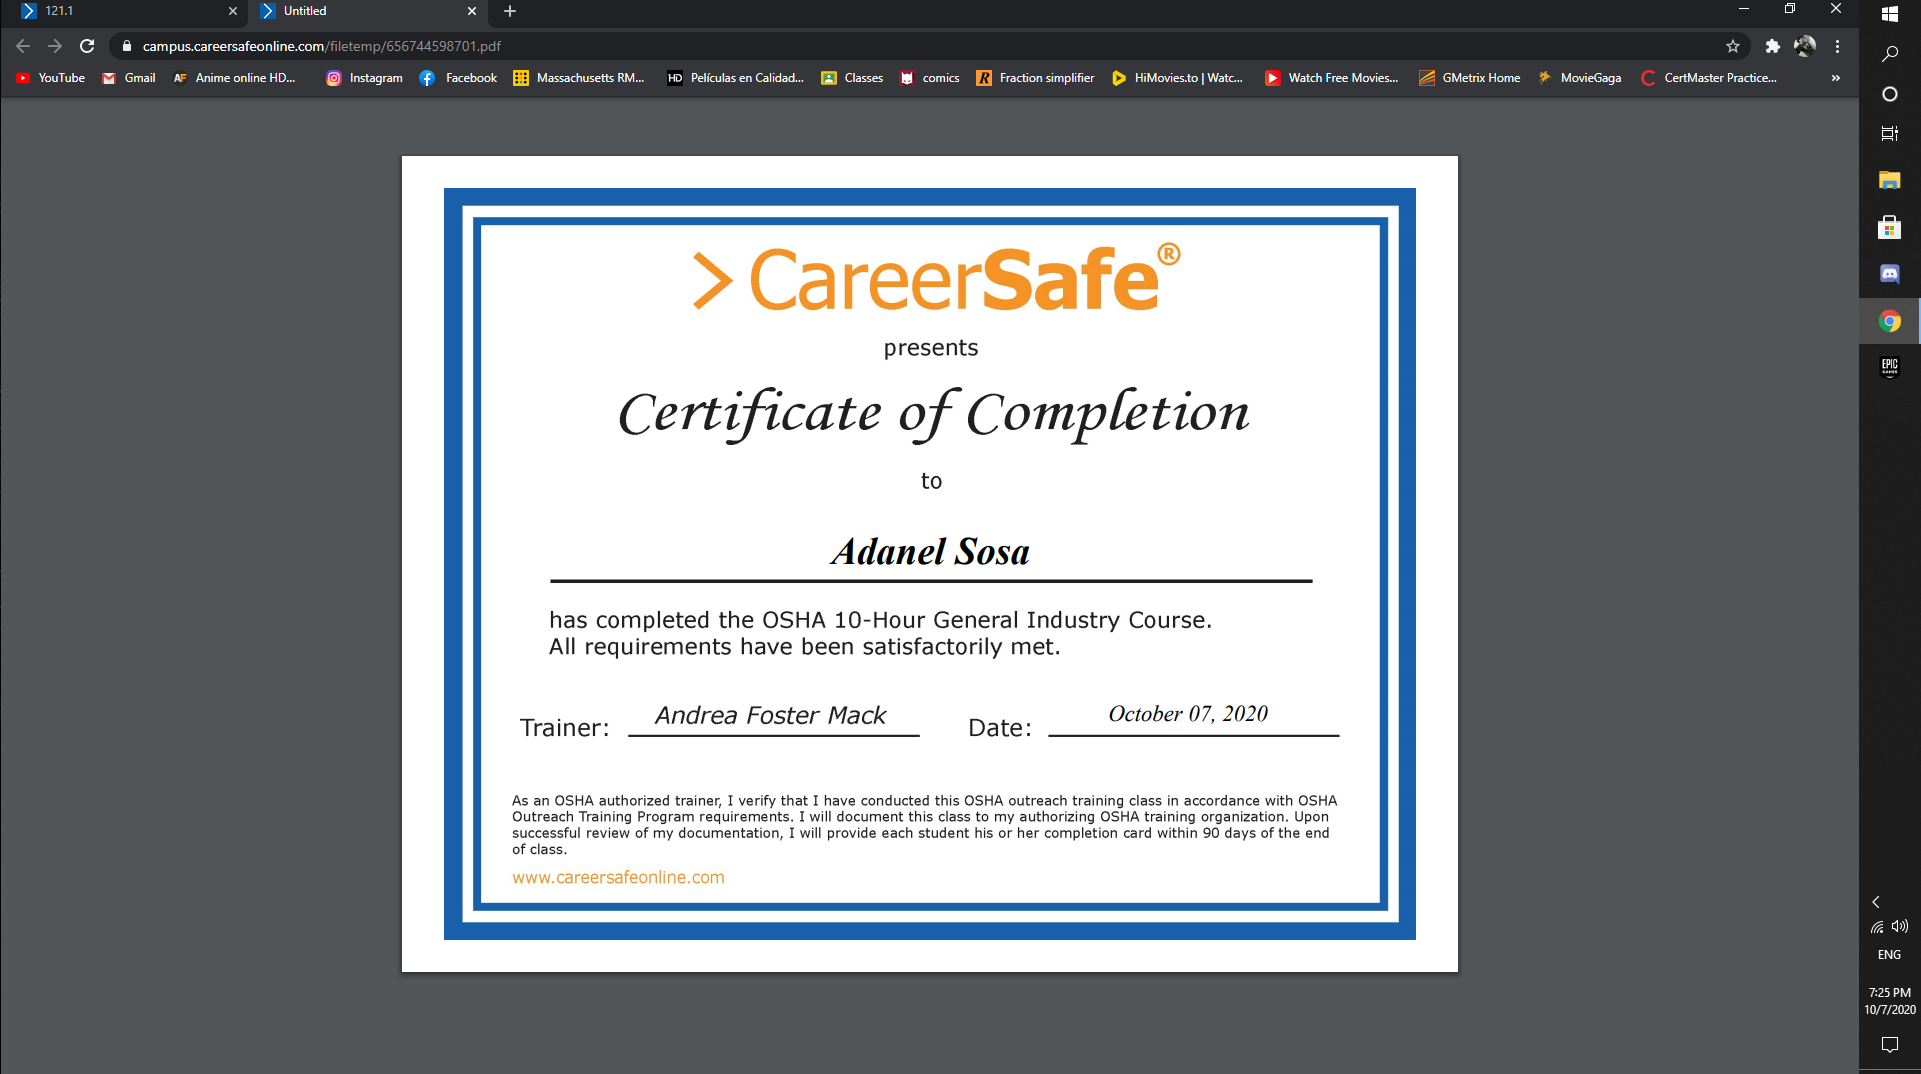 121.1
Untitled
campus.careersafeonline.com/filetemp/656744598701.pdf
YouTube Gmail AF Anime online HD... Instagram Facebook Massachusetts RM... HD Películas en Calidad... Classes comics R Fraction simplifier HiMovies.to | Watc... Watch Free Movies... GMetrix Home MovieGaga CertMaster Practice... »
> CareerSafe®
presents
Certificate of Completion
to
Adanel Sosa
has completed the OSHA 10-Hour General Industry Course.
All requirements have been satisfactorily met.
Trainer: Andrea Foster Mack Date: October 07, 2020
As an OSHA authorized trainer, I verify that I have conducted this OSHA outreach training class in accordance with OSHA
Outreach Training Program requirements. I will document this class to my authorizing OSHA training organization. Upon
successful review of my documentation, I will provide each student his or her completion card within 90 days of the end
of class.
www.careersafeonline.com
EPIC
GAMES
ENG
7:25 PM
10/7/2020